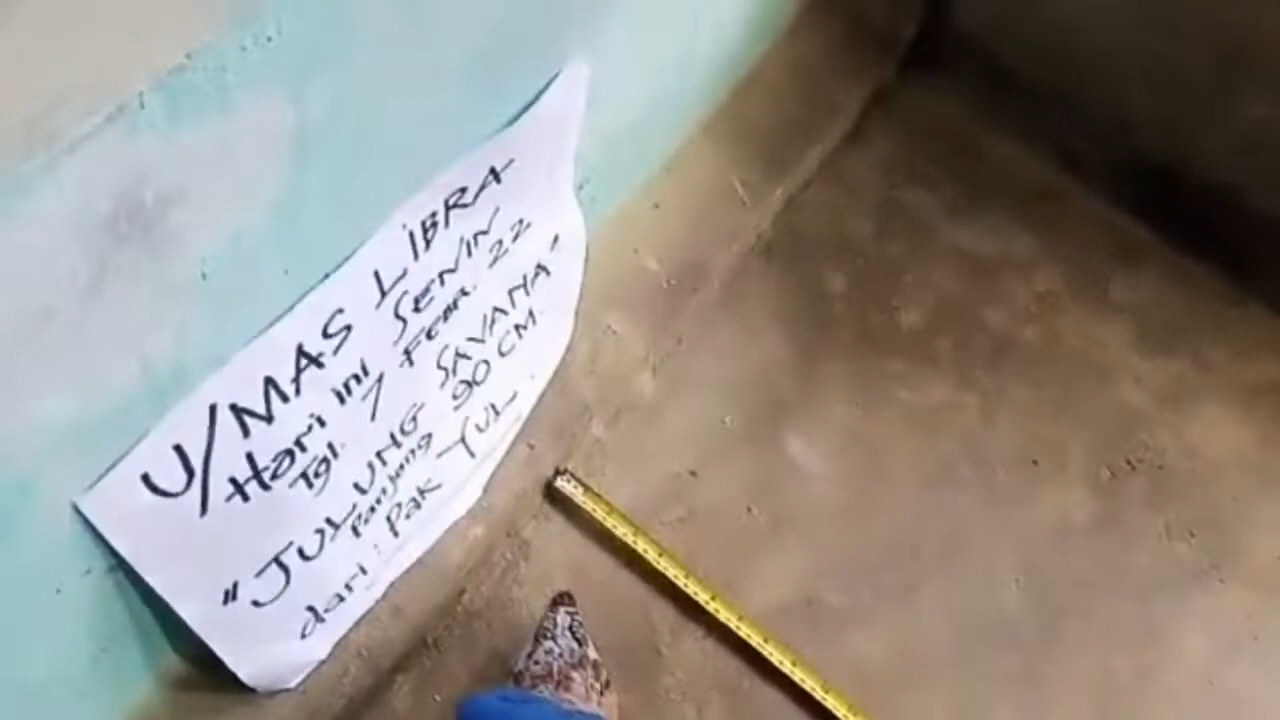 U/MAS LiBRA
Hari ini SENIN
Tgl. 7 FEBR. 22
"JULUNG SAVANA"
Panjang 90 CM
dari: Pak YUL